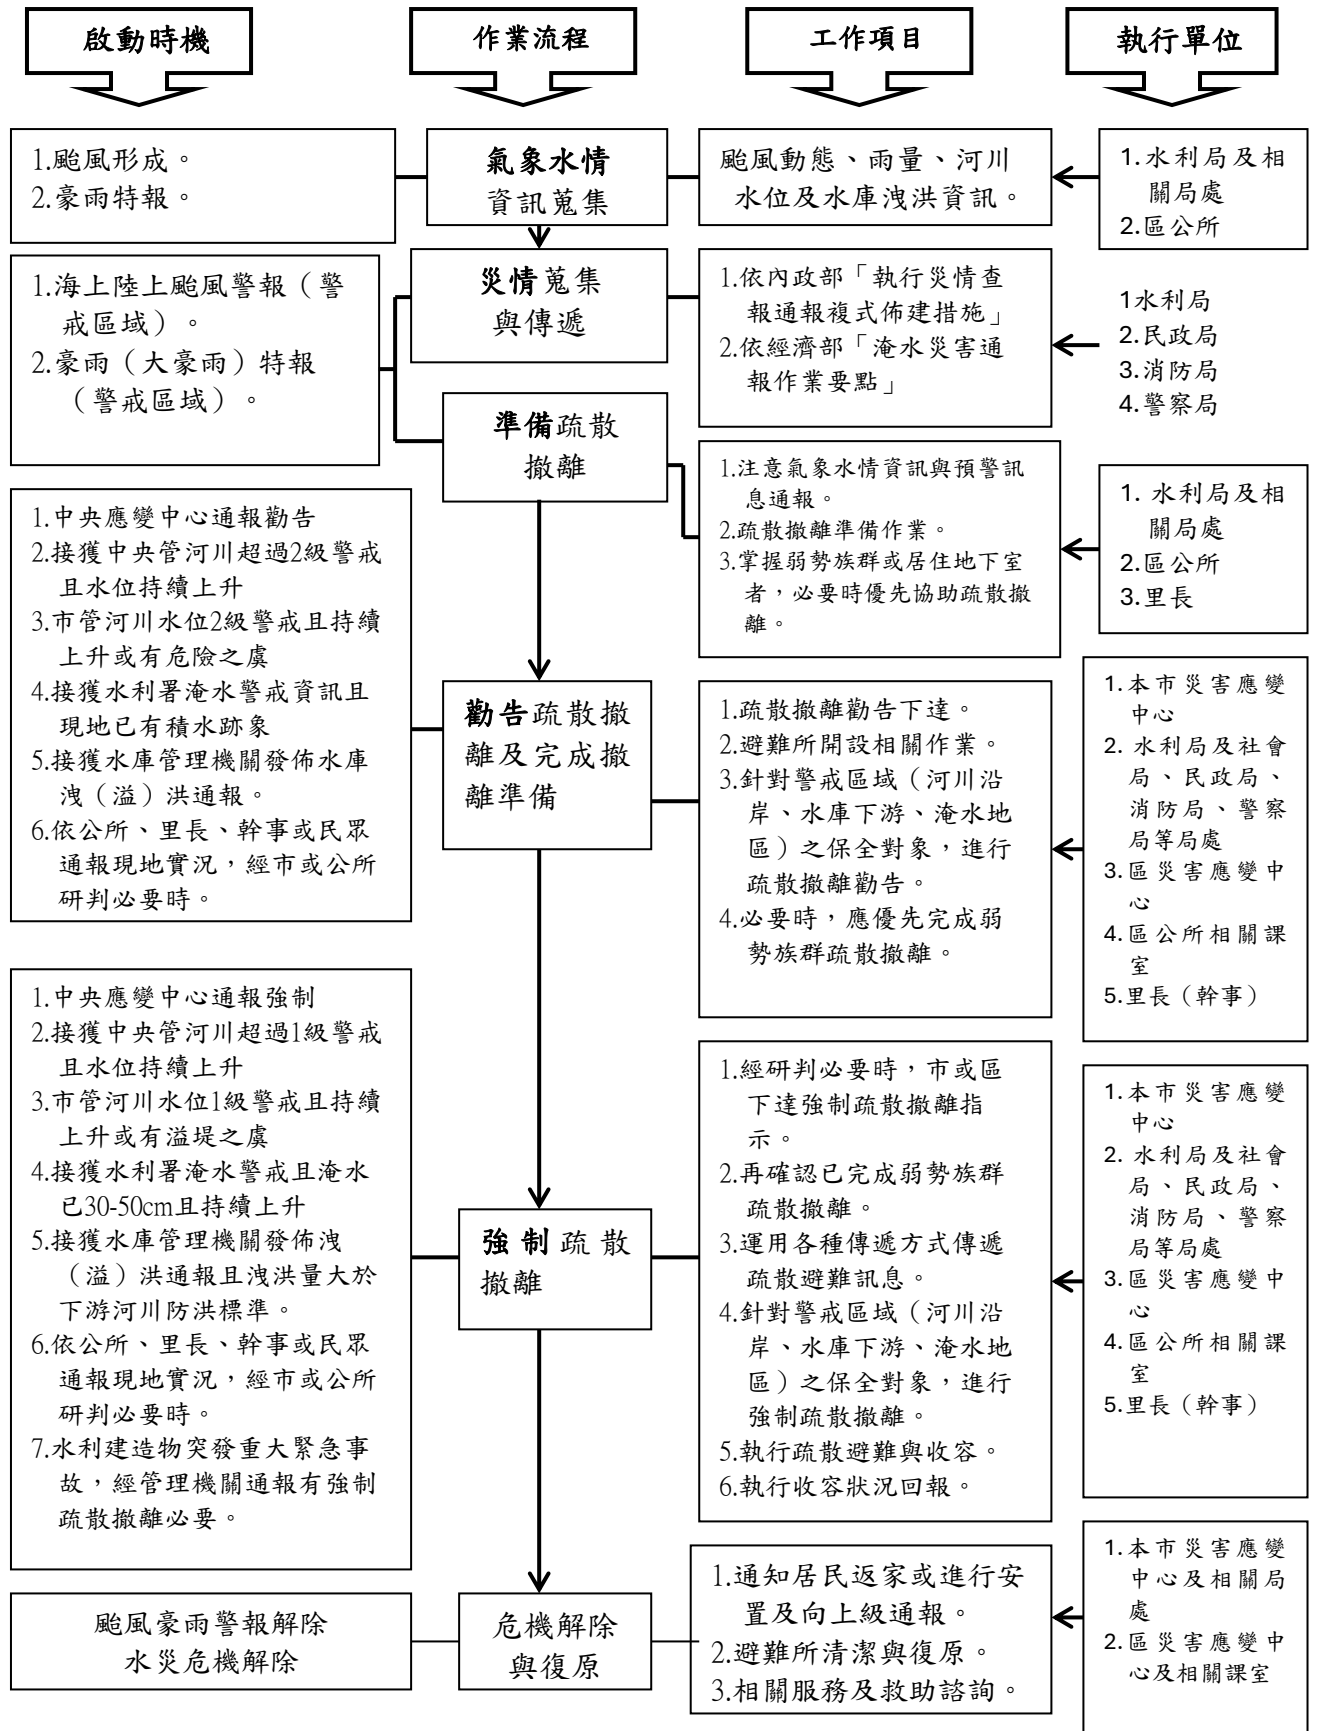 啟動時機
作業流程
工作項目
執行單位
1.颱風形成。
2.豪雨特報。
氣象水情
資訊蒐集
颱風動態、雨量、河川
水位及水庫洩洪資訊。
1.水利局及相
關局處
2.區公所
1.海上陸上颱風警報（警
戒區域）。
2.豪雨（大豪雨）特報
（警戒區域）。
災情蒐集
與傳遞
1.依內政部「執行災情查
報通報複式佈建措施」
2.依經濟部「淹水災害通
報作業要點」
1水利局
2.民政局
3.消防局
4.警察局
準備疏散
撤離
1.注意氣象水情資訊與預警訊
息通報。
2.疏散撤離準備作業。
3.掌握弱勢族群或居住地下室
者，必要時優先協助疏散撤
離。
1. 水利局及相
關局處
2.區公所
3.里長
1.中央應變中心通報勸告
2.接獲中央管河川超過2級警戒
且水位持續上升
3.市管河川水位2級警戒且持續
上升或有危險之虞
4.接獲水利署淹水警戒資訊且
現地已有積水跡象
5.接獲水庫管理機關發佈水庫
洩（溢）洪通報。
6.依公所、里長、幹事或民眾
通報現地實況，經市或公所
研判必要時。
勸告疏散撤
離及完成撤
離準備
1.疏散撤離勸告下達。
2.避難所開設相關作業。
3.針對警戒區域（河川沿
岸、水庫下游、淹水地
區）之保全對象，進行
疏散撤離勸告。
4.必要時，應優先完成弱
勢族群疏散撤離。
1.本市災害應變
中心
2. 水利局及社會
局、民政局、
消防局、警察
局等局處
3.區災害應變中
心
4.區公所相關課
室
5.里長（幹事）
1.中央應變中心通報強制
2.接獲中央管河川超過1級警戒
且水位持續上升
3.市管河川水位1級警戒且持續
上升或有溢堤之虞
4.接獲水利署淹水警戒且淹水
已30-50cm且持續上升
5.接獲水庫管理機關發佈洩
（溢）洪通報且洩洪量大於
下游河川防洪標準。
6.依公所、里長、幹事或民眾
通報現地實況，經市或公所
研判必要時。
7.水利建造物突發重大緊急事
故，經管理機關通報有強制
疏散撤離必要。
強制疏散
撤離
1.經研判必要時，市或區
下達強制疏散撤離指
示。
2.再確認已完成弱勢族群
疏散撤離。
3.運用各種傳遞方式傳遞
疏散避難訊息。
4.針對警戒區域（河川沿
岸、水庫下游、淹水地
區）之保全對象，進行
強制疏散撤離。
5.執行疏散避難與收容。
6.執行收容狀況回報。
1.本市災害應變
中心
2. 水利局及社會
局、民政局、
消防局、警察
局等局處
3.區災害應變中
心
4.區公所相關課
室
5.里長（幹事）
颱風豪雨警報解除
水災危機解除
危機解除
與復原
1.通知居民返家或進行安
置及向上級通報。
2.避難所清潔與復原。
3.相關服務及救助諮詢。
1.本市災害應變
中心及相關局
處
2.區災害應變中
心及相關課室